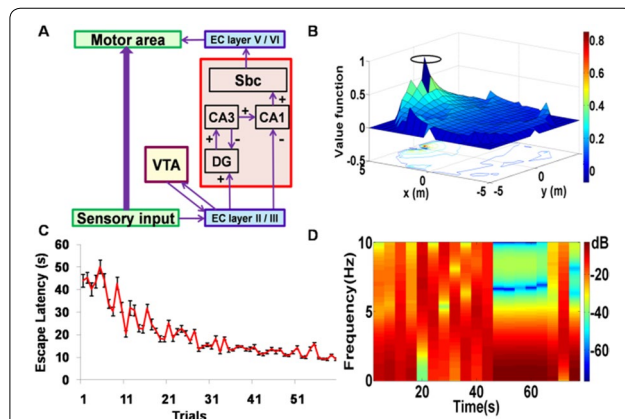 A
Motor area
EC layer V / VI
Sbc
CA3
+
CA1
+
+
-
-
DG
+
VTA
Sensory input
EC layer II / III
B
Value function
1
0.5
0
-0.5
5
0
-5
x (m)
-5
0
5
y (m)
0.8
0.6
0.4
0.2
0
C
Escape Latency (s)
60
50
40
30
20
10
0
1 11 21 31 41 51
Trials
D
Frequency(Hz)
10
5
0
20 40 60
Time(s)
dB
-20
-40
-60